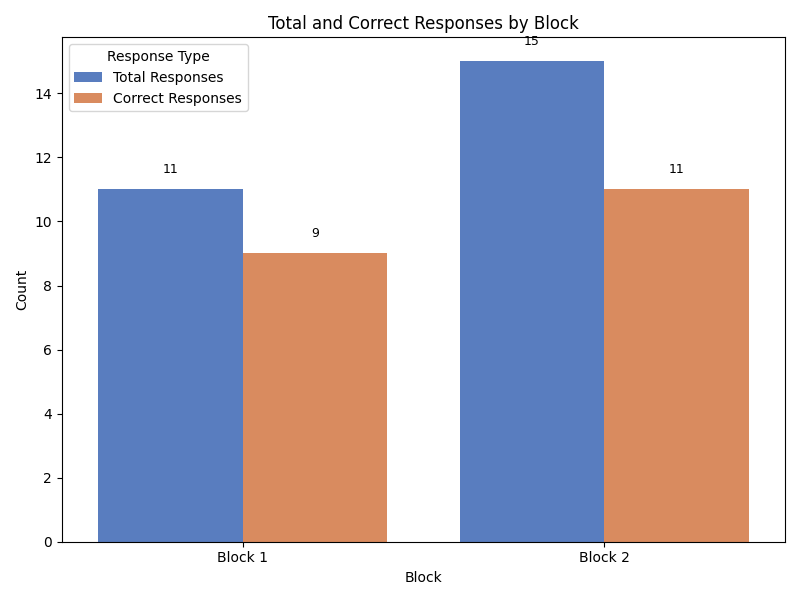 Total and Correct Responses by Block
15
Response Type
Total Responses
Correct Responses
14
12
11
11
10
9
8
6
4
2
0
Count
Block 1
Block 2
Block